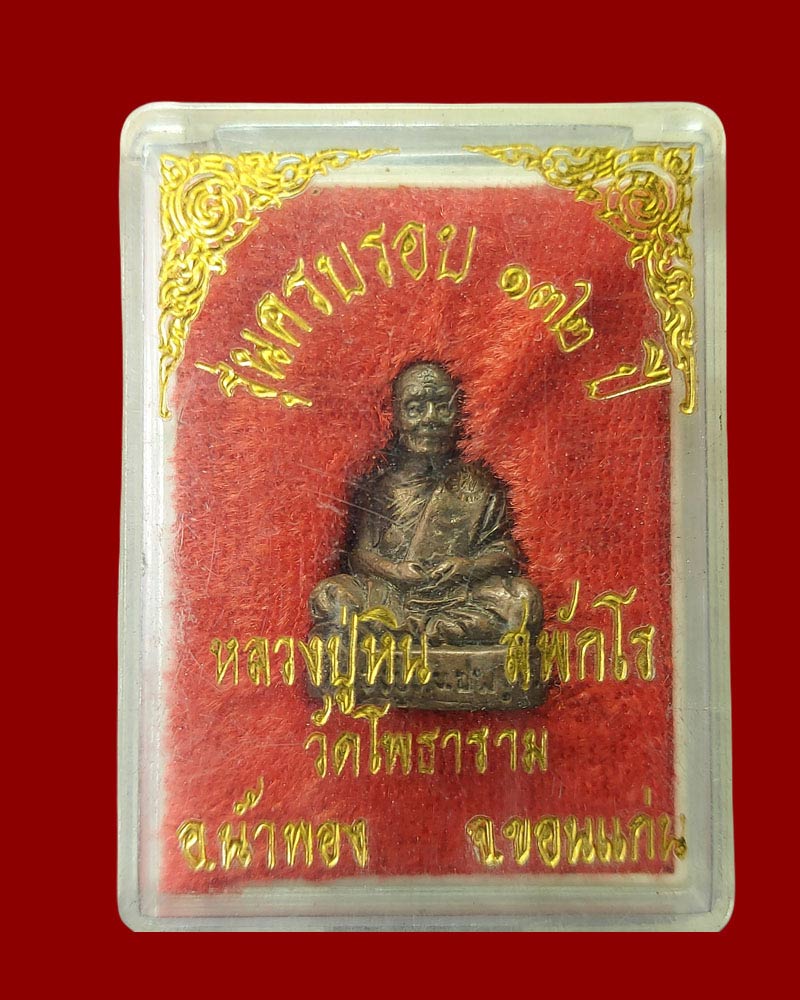 รุ่นครบรอบ ๑๓๒ ปี
หลวงปู่หิน สพักโร
วัดโพธาราม
อ.น้ำพอง จ.ขอนแก่น